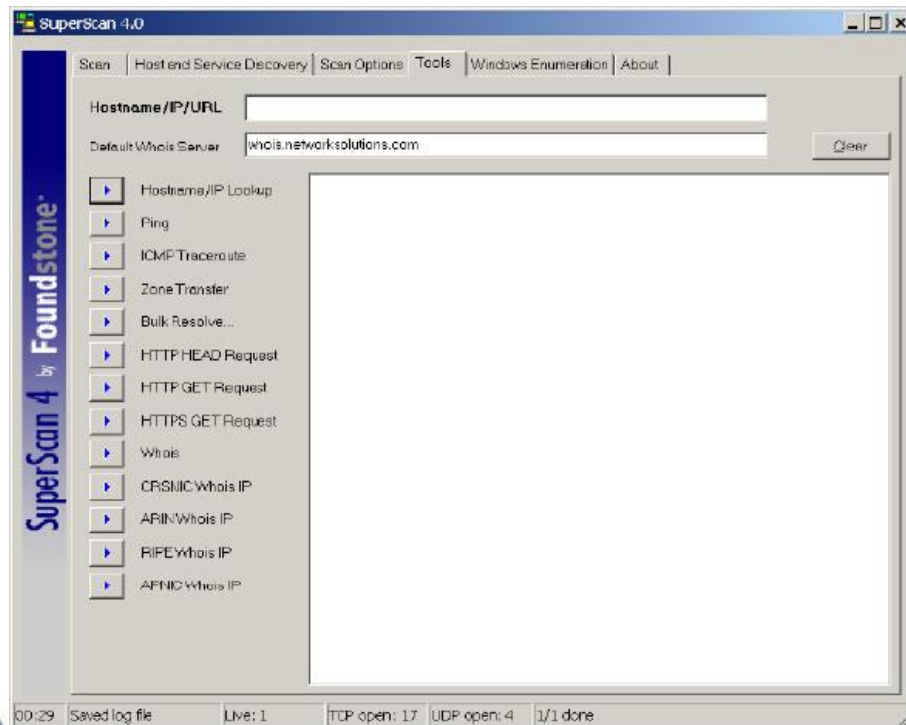 SuperScan 4.0
Scan Host and Service Discovery Scan Options Tools Windows Enumeration About
Hostname/IP/URL
Default Whois Server whois.networksolutions.com Clear
Hostname/IP Lookup
Ping
ICMP Traceroute
Zone Transfer
Bulk Resolve...
HTTP HEAD Request
HTTP GET Request
HTTPS GET Request
Whois
CRSNIC Whois IP
ARIN Whois IP
RIPE Whois IP
APNIC Whois IP
SuperScan 4 by Foundstone™
00:29 Saved log file Live: 1 TCP open: 17 UDP open: 4 1/1 done